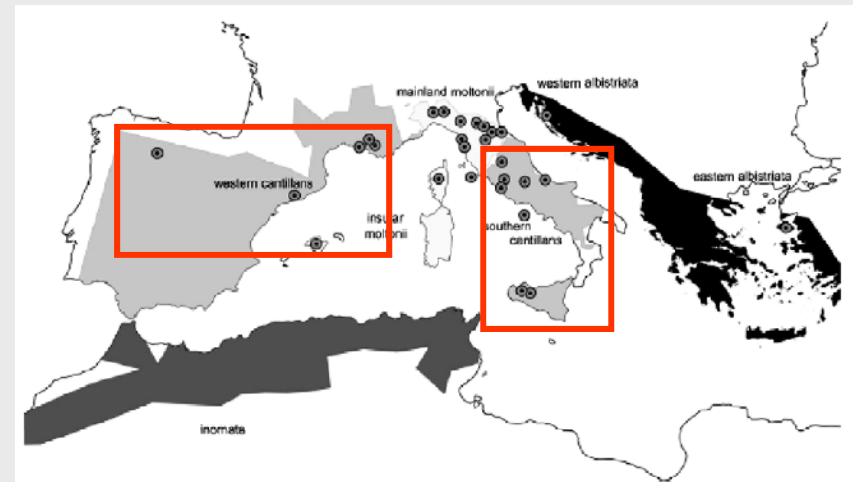 mainland moltonii
western albistriata
eastern albistriata
western cantillans
insular
moltonii
southern
cantillans
inornata